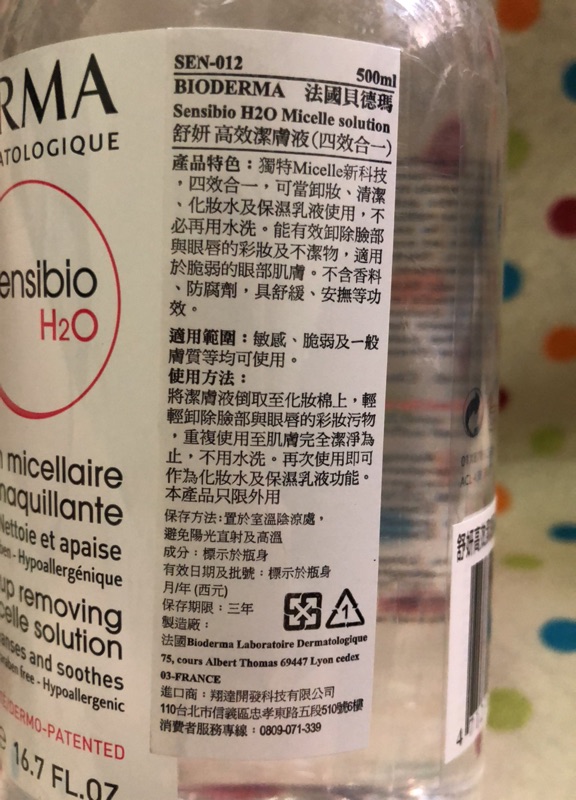 SEN-012
500ml
BIODERMA 法國貝德瑪
Sensibio H2O Micelle solution
舒妍 高效潔膚液(四效合一)
產品特色：獨特Micelle新科技
，四效合一，可當卸妝、清潔
、化妝水及保濕乳液使用，不
必再用水洗。能有效卸除臉部
與眼唇的彩妝及不潔物，適用
於脆弱的眼部肌膚。不含香料
、防腐劑，具舒緩、安撫等功
效。
適用範圍：敏感、脆弱及一般
膚質等均可使用。
使用方法：
將潔膚液倒取至化妝棉上，輕
輕卸除臉部與眼唇的彩妝污物
，重複使用至肌膚完全潔淨為
止，不用水洗。再次使用即可
作為化妝水及保濕乳液功能。
本產品只限外用
保存方法:置於室溫陰涼處，
避免陽光直射及高溫
成分：標示於瓶身
有效日期及批號：標示於瓶身
月/年 (西元)
保存期限：三年
製造廠：
法國Bioderma Laboratoire Dermatologique
75, cours Albert Thomas 69447 Lyon cedex
03-FRANCE
進口商：翔達開發科技有限公司
110台北市信義區忠孝東路五段510號6樓
消費者服務專線：0809-071-339
1
RMA
ATOLOGIQUE
ensibio
H2O
micellaire
maquillante
Nettoie et apaise
- Hypoallergénique
up removing
celle solution
anses and soothes
free - Hypoallergenic
DERMO-PATENTED
e 16.7 FL.OZ
舒妍高效
4